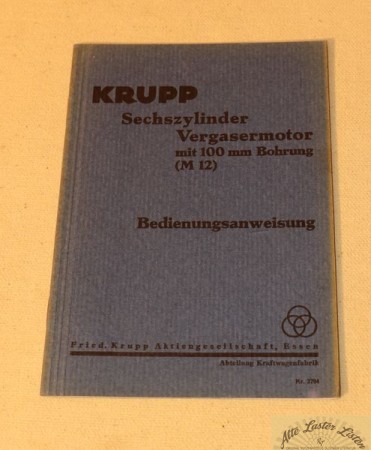 KRUPP
Sechszylinder
Vergasermotor
mit 100 mm Bohrung
(M 12)
Bedienungsanweisung
Fried. Krupp Aktiengesellschaft, Essen
Abteilung Kraftwagenfabrik
Alte Laster Listen